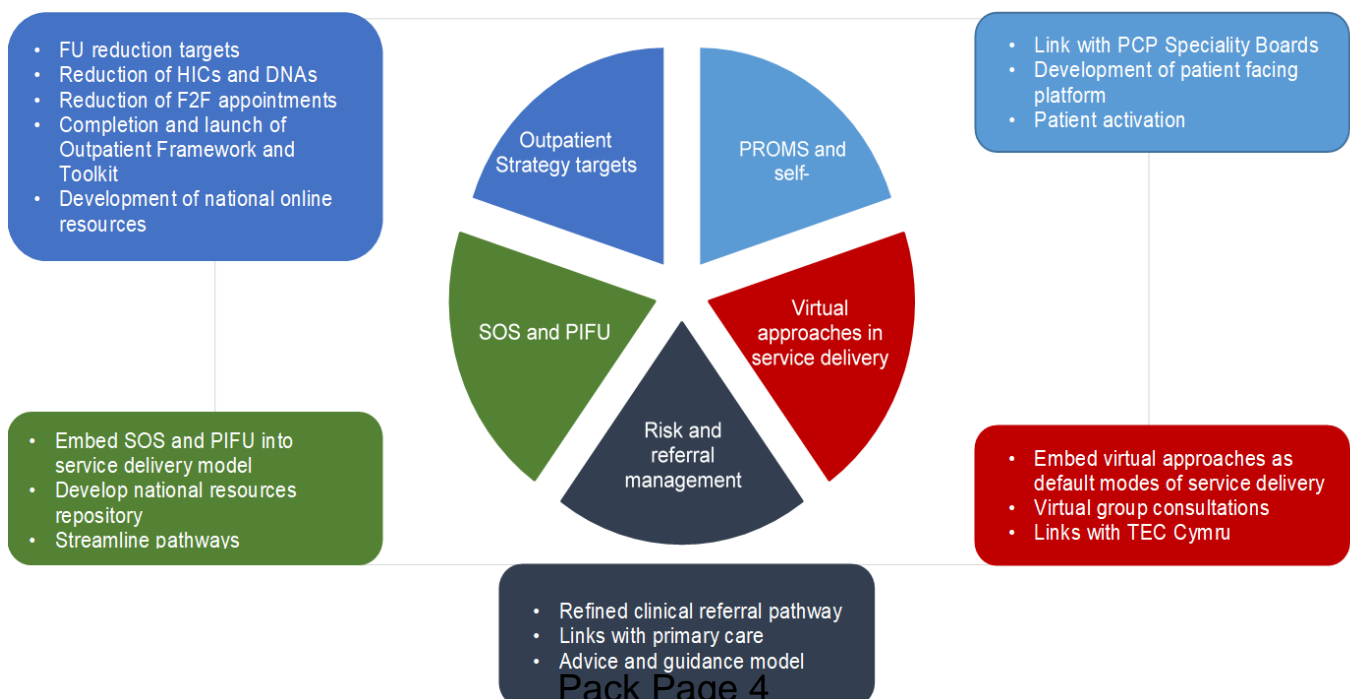 • FU reduction targets
• Reduction of HICs and DNAs
• Reduction of F2F appointments
• Completion and launch of
Outpatient Framework and
Toolkit
• Development of national online
resources
• Link with PCP Speciality Boards
• Development of patient facing
platform
• Patient activation
Outpatient
Strategy targets
PROMS and
self-
SOS and PIFU
Virtual
approaches in
service delivery
Risk and
referral
management
• Embed SOS and PIFU into
service delivery model
• Develop national resources
repository
• Streamline pathways
• Embed virtual approaches as
default modes of service delivery
• Virtual group consultations
• Links with TEC Cymru
• Refined clinical referral pathway
• Links with primary care
• Advice and guidance model
Pack Page 4